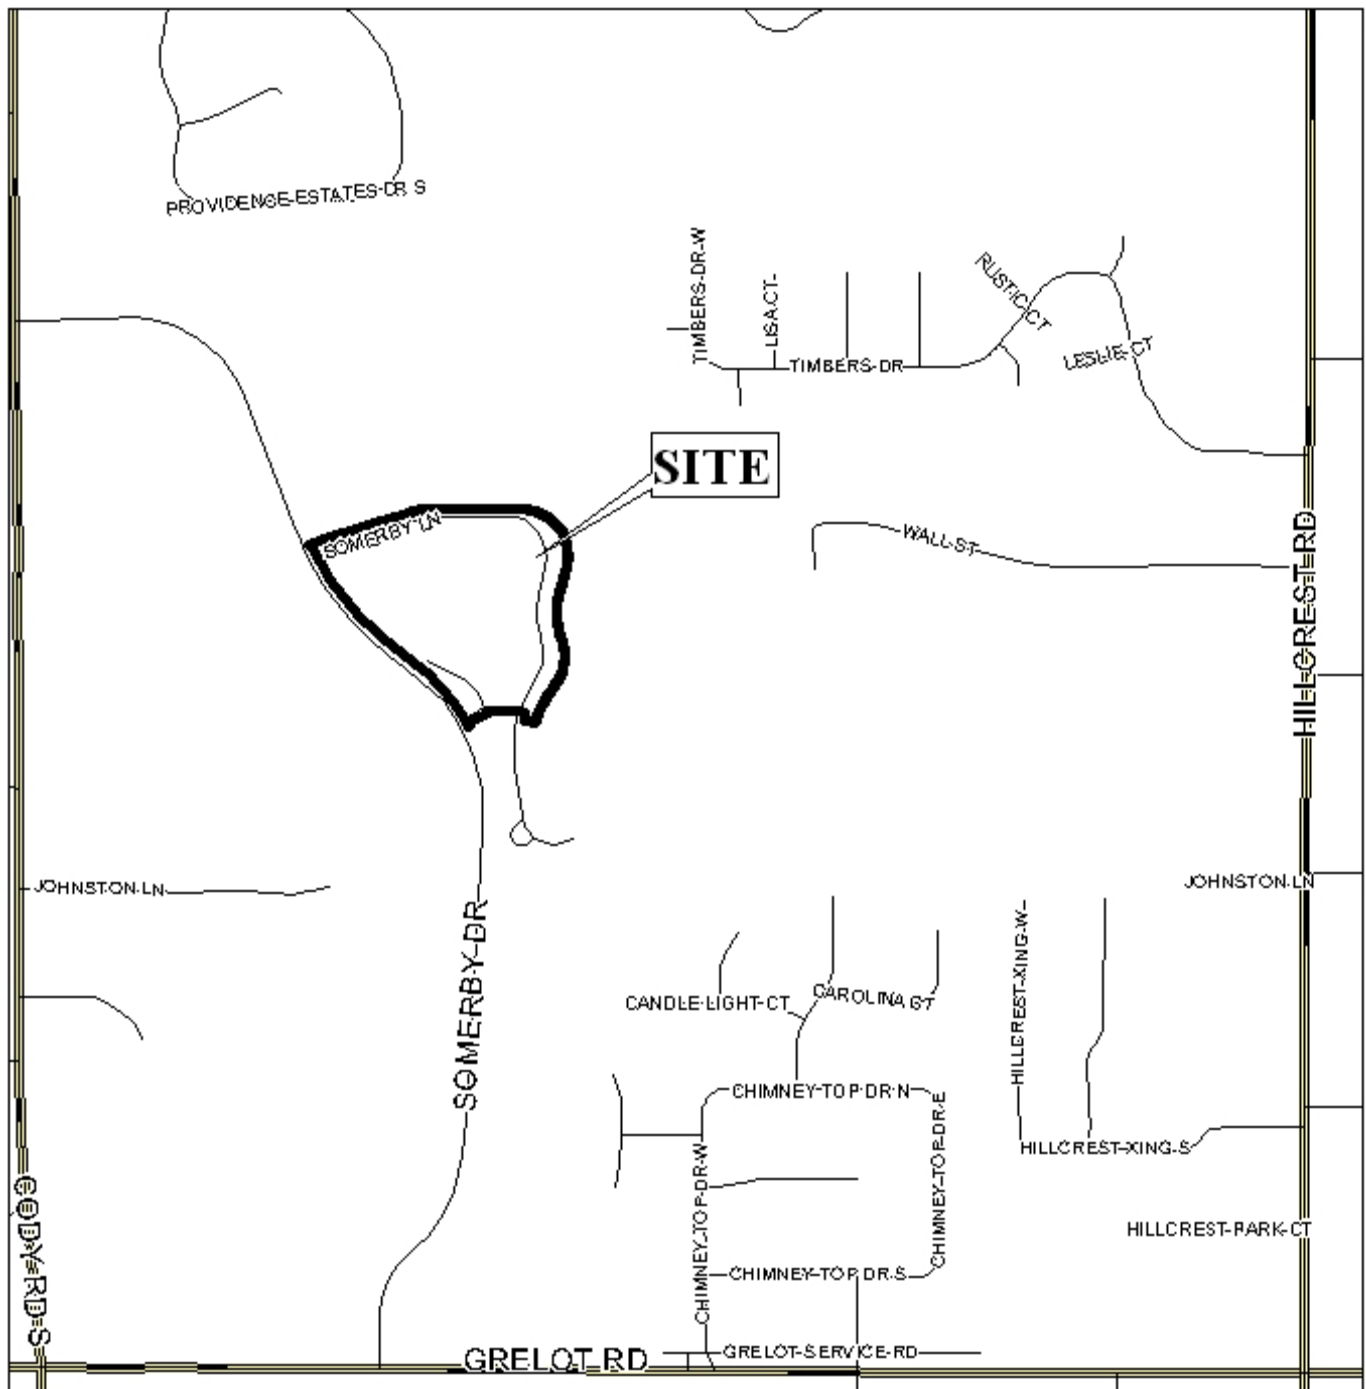 PROVIDENCE-ESTATES-DR S
TIMBERS-DR-W
LISA CT
RUSTIC-CT
TIMBERS-DR
LESLIE-CT
SITE
SOMERBY LN
WALL-ST
HILLCREST-RD
JOHNSTON-LN
JOHNSTON-LN
SOMERBY-DR
HILLCREST-XING-W
CANDLE-LIGHT-CT
CAROLINA CT
CHIMNEY-TOP-DR-N
CHIMNEY-TOP-DR-E
CHIMNEY-TOP-DR-W
HILLCREST-XING-S
CODY-RD S
HILLCREST-PARK-CT
CHIMNEY-TOP DR-S
GRELOT RD
GRELOT-SERVICE-RD